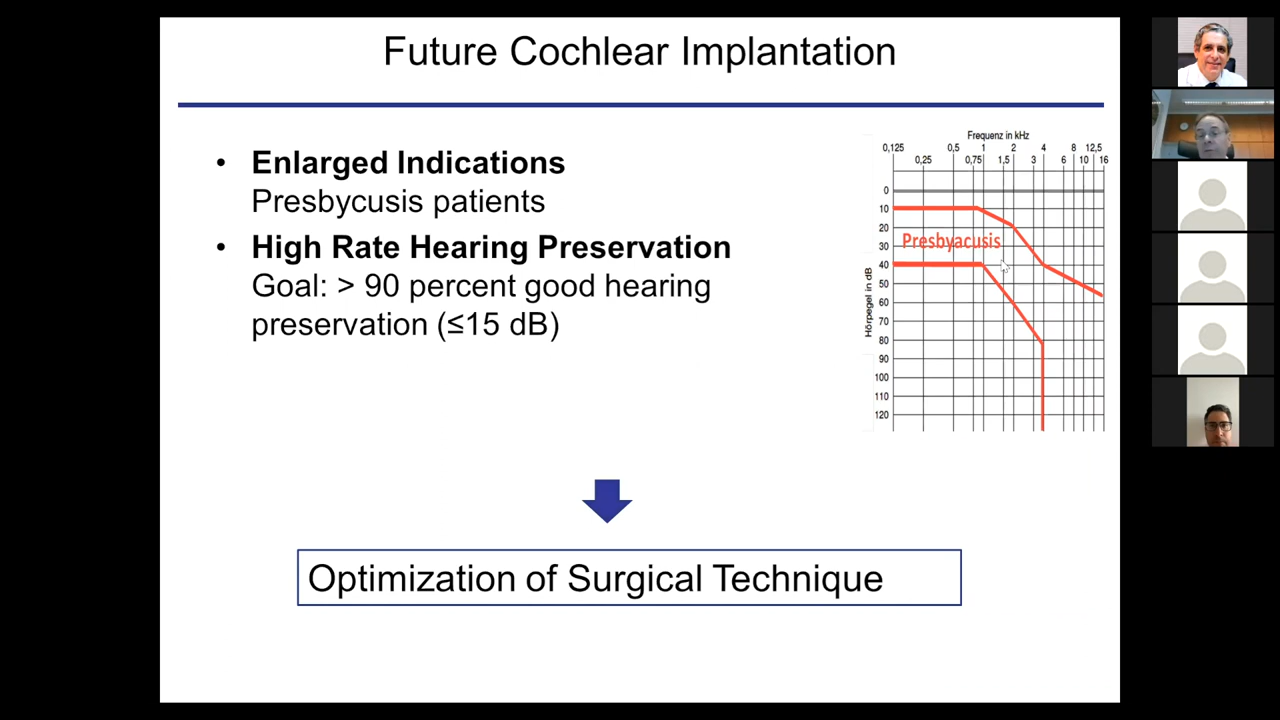 Future Cochlear Implantation
• Enlarged Indications
Presbycusis patients
• High Rate Hearing Preservation
Goal: > 90 percent good hearing
preservation (≤15 dB)
Frequenz in kHz
0,125 0,5 1 2 4 8 12,5
0,25 0,75 1,5 3 6 10 16
0
10
20
30
40
50
60
70
80
90
100
110
120
Hörpegel in dB
Presbyacusis
Optimization of Surgical Technique